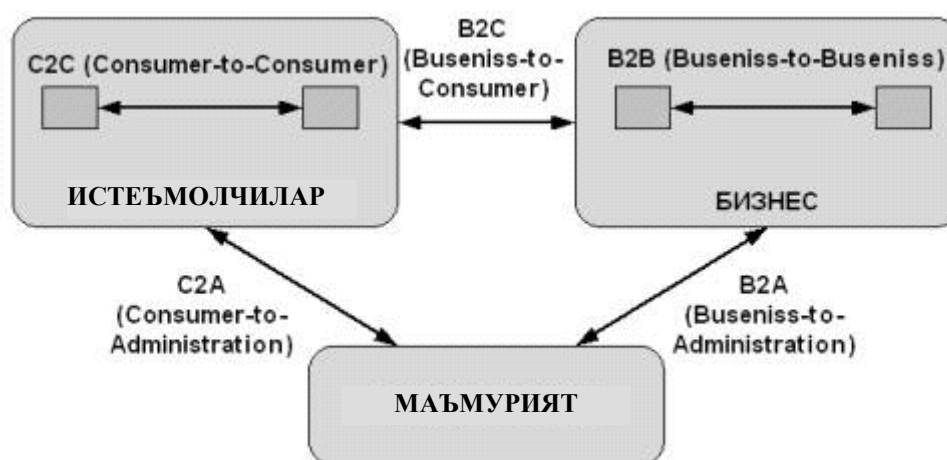 C2C (Consumer-to-Consumer)
ИСТЕЪМОЛЧИЛАР
B2C
(Buseniss-to-
Consumer)
B2B (Buseniss-to-Buseniss)
БИЗНЕС
C2A
(Consumer-to-
Administration)
B2A
(Buseniss-to-
Administration)
МАЪМУРИЯТ